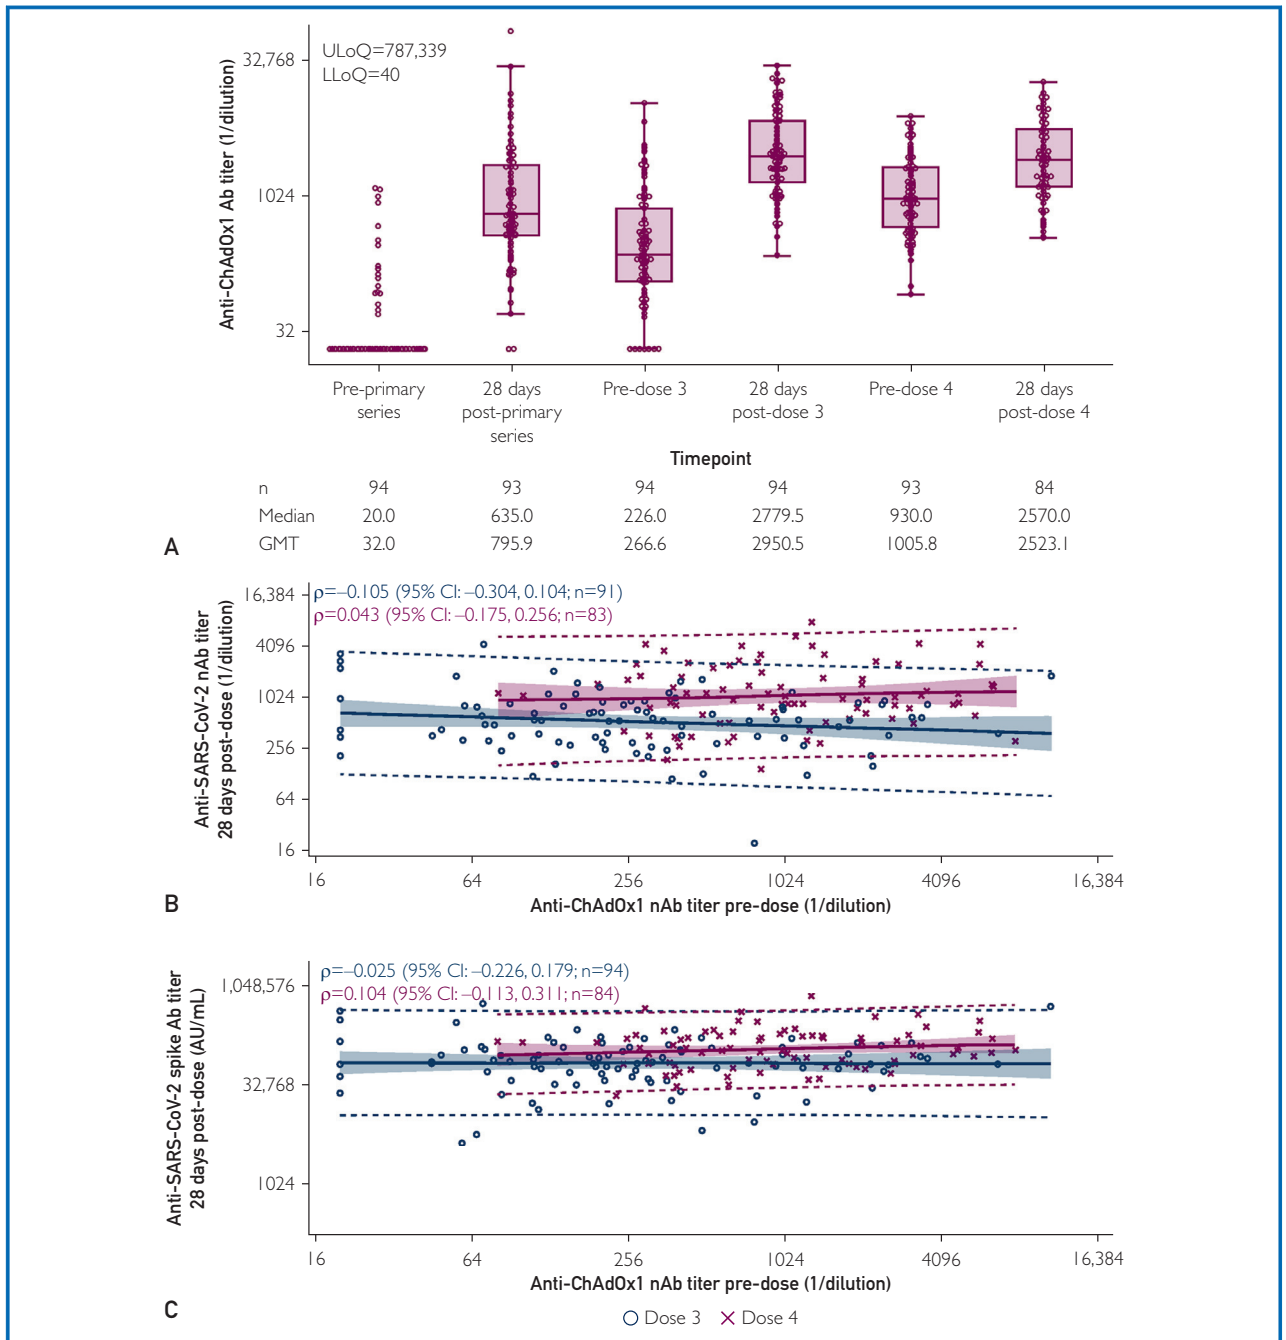 ULoQ=787,339
LLoQ=40
Anti-ChAdOx1 Ab titer (1/dilution)
32,768
1024
32
Pre-primary series
28 days post-primary series
Pre-dose 3
28 days post-dose 3
Pre-dose 4
28 days post-dose 4
Timepoint
n 94 93 94 94 93 84
Median 20.0 635.0 226.0 2779.5 930.0 2570.0
GMT 32.0 795.9 266.6 2950.5 1005.8 2523.1
A
ρ=–0.105 (95% CI: –0.304, 0.104; n=91)
ρ=0.043 (95% CI: –0.175, 0.256; n=83)
Anti-SARS-CoV-2 nAb titer
28 days post-dose (1/dilution)
16,384
4096
1024
256
64
16
16 64 256 1024 4096 16,384
Anti-ChAdOx1 nAb titer pre-dose (1/dilution)
B
ρ=–0.025 (95% CI: –0.226, 0.179; n=94)
ρ=0.104 (95% CI: –0.113, 0.311; n=84)
Anti-SARS-CoV-2 spike Ab titer
28 days post-dose (AU/mL)
1,048,576
32,768
1024
16 64 256 1024 4096 16,384
Anti-ChAdOx1 nAb titer pre-dose (1/dilution)
C
Dose 3 Dose 4